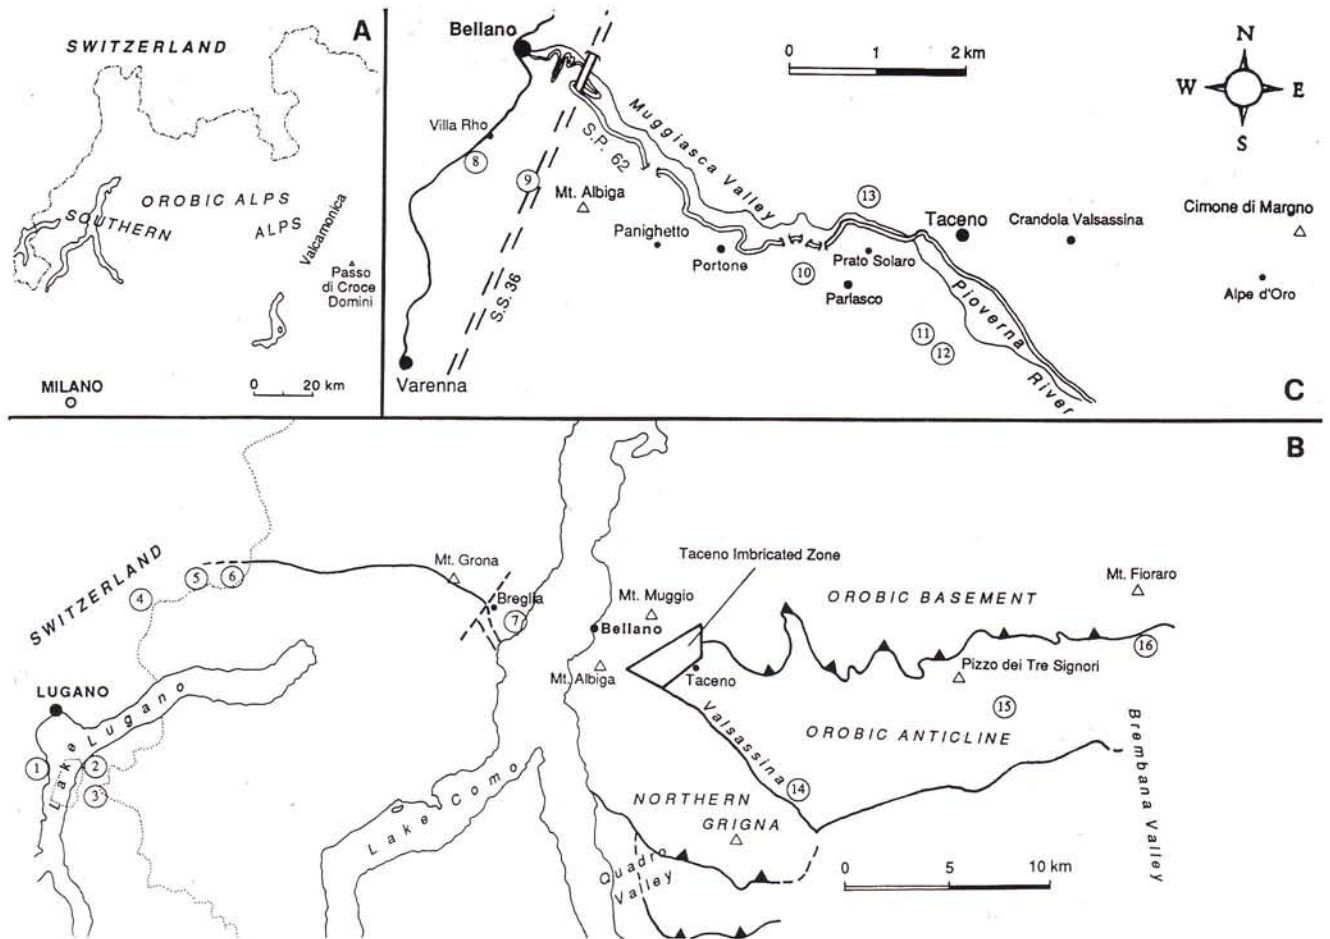 A
SWITZERLAND
OROBIC ALPS
SOUTHERN
ALPS
Valcamonica
Passo
di Croce
Domini
0 20 km
MILANO
Bellano
0 1 2 km
N
W E
S
Villa Rho
8
9
S.P. 62
Muggiasca Valley
Mt. Albiga
13
Taceno
Crandola Valsassina
Cimone di Margno
Panighetto
Portone
Prato Solaro
10
Parlasco
Alpe d'Oro
S.S. 36
Pioverna
River
11
12
Varenna
C
B
SWITZERLAND
Taceno Imbricated Zone
Mt. Grona
5
6
4
Breglia
7
Mt. Muggio
Bellano
Mt. Fioraro
OROBIC BASEMENT
16
Mt. Albiga
Taceno
Pizzo dei Tre Signori
LUGANO
Lake Lugano
Lake
1
2
3
15
OROBIC ANTICLINE
Valsassina
14
Brembana Valley
Lake Como
NORTHERN
GRIGNA
Quadro
Valley
0 5 10 km